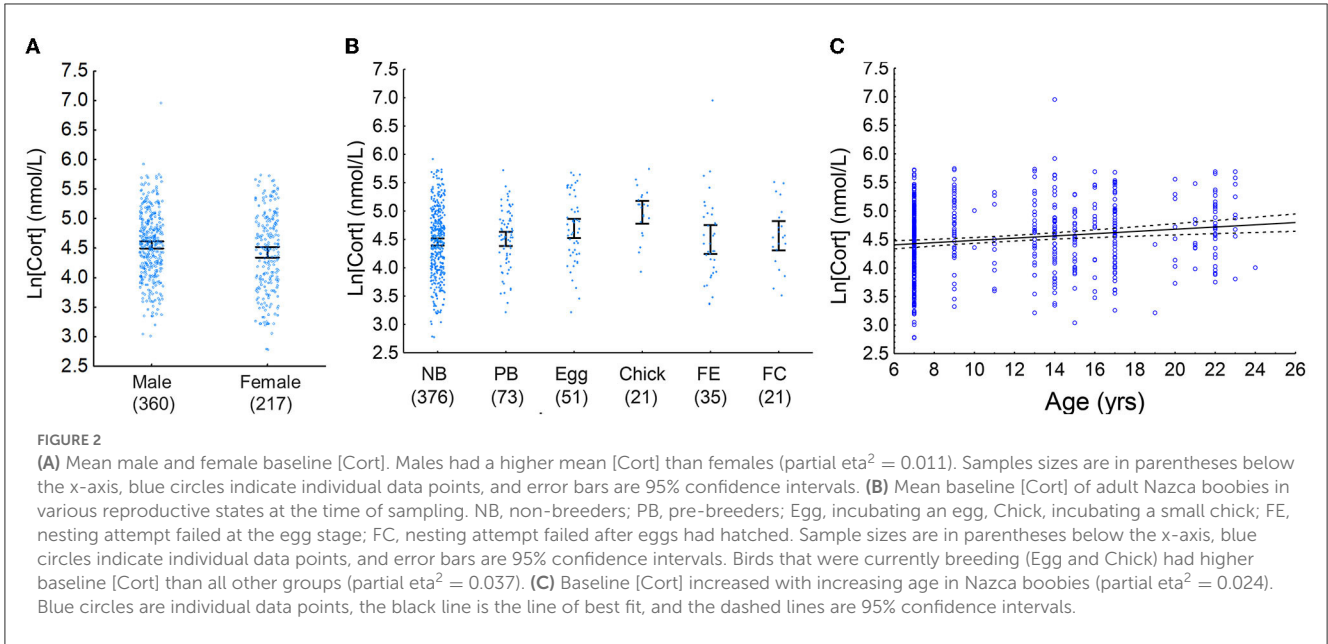 A
B
C
Ln[Cort] (nmol/L)
7.5
7.0
6.5
6.0
5.5
5.0
4.5
4.0
3.5
3.0
2.5
Male
(360)
Female
(217)
Ln[Cort] (nmol/L)
7.5
7.0
6.5
6.0
5.5
5.0
4.5
4.0
3.5
3.0
2.5
NB PB Egg Chick FE FC
(376) (73) (51) (21) (35) (21)
Ln[Cort] (nmol/L)
7.5
7.0
6.5
6.0
5.5
5.0
4.5
4.0
3.5
3.0
2.5
6 8 10 12 14 16 18 20 22 24 26
Age (yrs)
FIGURE 2
(A) Mean male and female baseline [Cort]. Males had a higher mean [Cort] than females (partial eta² = 0.011). Samples sizes are in parentheses below
the x-axis, blue circles indicate individual data points, and error bars are 95% confidence intervals. (B) Mean baseline [Cort] of adult Nazca boobies in
various reproductive states at the time of sampling. NB, non-breeders; PB, pre-breeders; Egg, incubating an egg, Chick, incubating a small chick; FE,
nesting attempt failed at the egg stage; FC, nesting attempt failed after eggs had hatched. Sample sizes are in parentheses below the x-axis, blue
circles indicate individual data points, and error bars are 95% confidence intervals. Birds that were currently breeding (Egg and Chick) had higher
baseline [Cort] than all other groups (partial eta² = 0.037). (C) Baseline [Cort] increased with increasing age in Nazca boobies (partial eta² = 0.024).
Blue circles are individual data points, the black line is the line of best fit, and the dashed lines are 95% confidence intervals.